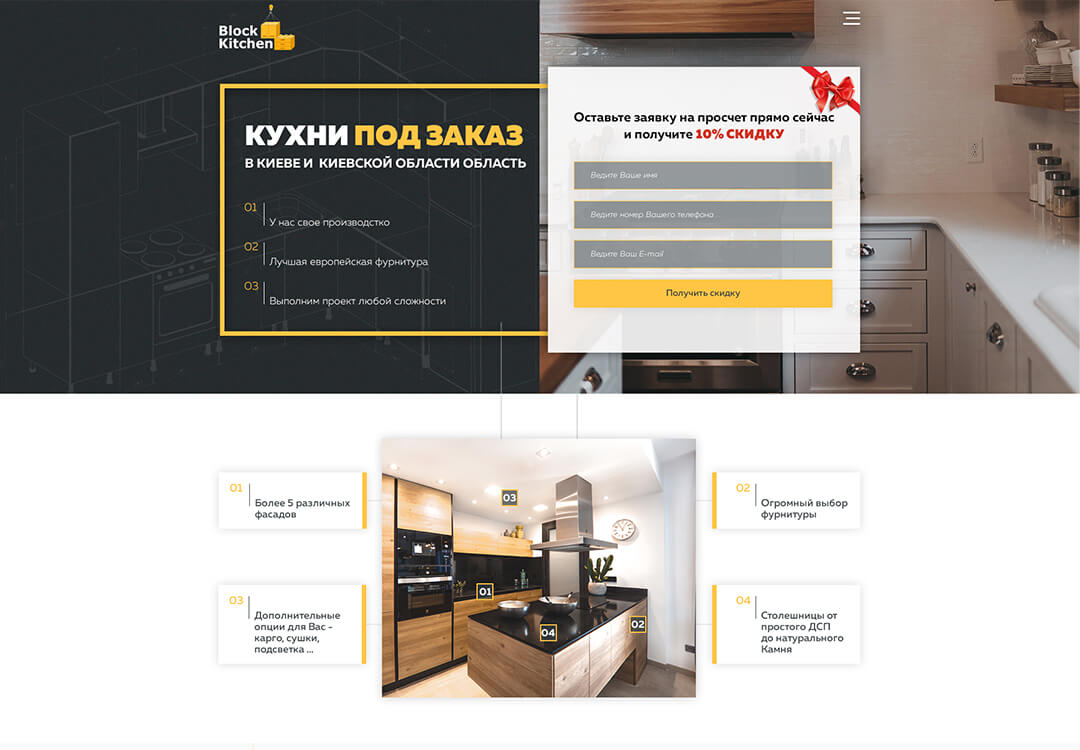 Block
Kitchen
КУХНИ ПОД ЗАКАЗ
В КИЕВЕ И КИЕВСКОЙ ОБЛАСТИ ОБЛАСТЬ
01
У нас свое производстко
02
Лучшая европейская фурнитура
03
Выполним проект любой сложности
Оставьте заявку на просчет прямо сейчас
и получите 10% СКИДКУ
Ведите Ваше имя
Ведите номер Вашего телефона
Ведите Ваш E-mail
Получить скидку
01
Более 5 различных
фасадов
02
Огромный выбор
фурнитуры
03
Дополнительные
опции для Вас -
карго, сушки,
подсветка ...
04
Столешницы от
простого ДСП
до натурального
Камня
03
01
02
04